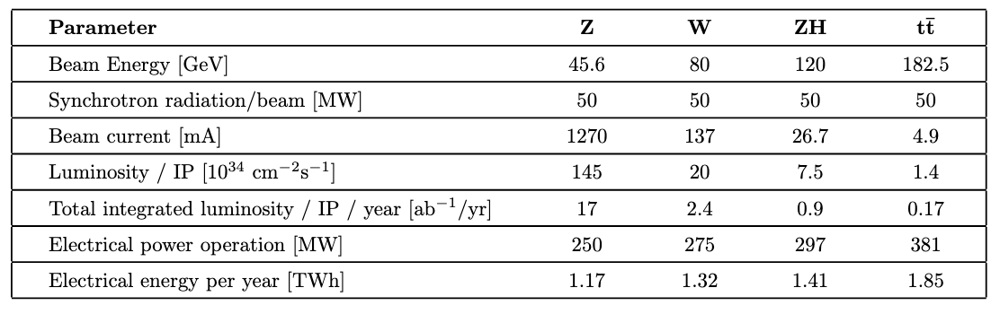 Parameter Z W ZH tt̄
Beam Energy [GeV] 45.6 80 120 182.5
Synchrotron radiation/beam [MW] 50 50 50 50
Beam current [mA] 1270 137 26.7 4.9
Luminosity / IP [10³⁴ cm⁻²s⁻¹] 145 20 7.5 1.4
Total integrated luminosity / IP / year [ab⁻¹/yr] 17 2.4 0.9 0.17
Electrical power operation [MW] 250 275 297 381
Electrical energy per year [TWh] 1.17 1.32 1.41 1.85